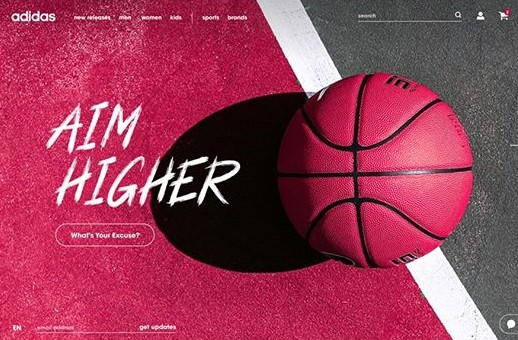 adidas
new releases men women kids sports brands
search
AIM
HIGHER
What's Your Excuse?
EN email address get updates